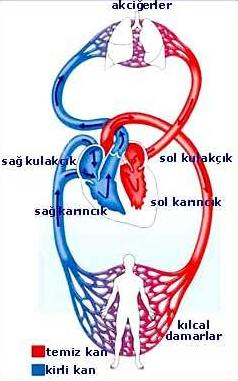 akciğerler
sağ kulakçık
sol kulakçık
sol karıncık
sağ karıncık
kılcal
damarlar
temiz kan
kirli kan